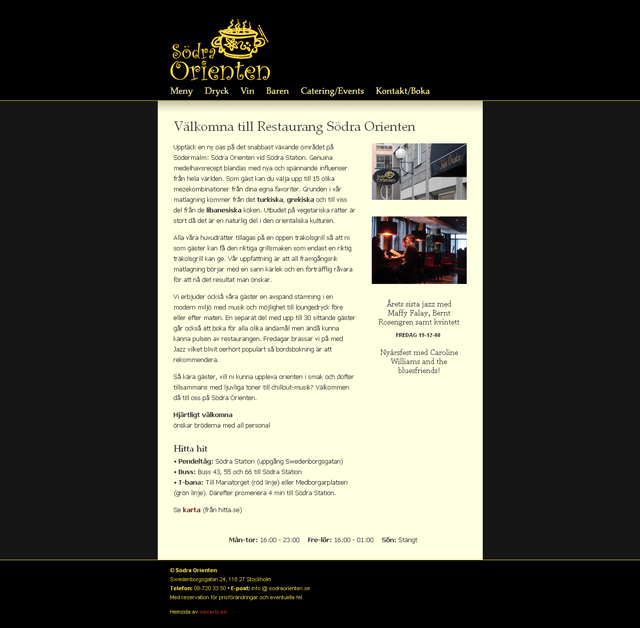 Södra
Orienten
Meny Dryck Vin Baren Catering/Events Kontakt/Boka
Välkomna till Restaurang Södra Orienten
Upptäck en ny oas på det snabbast växande området på
Södermalm: Södra Orienten vid Södra Station. Genuina
medelhavsrecept blandas med nya och spännande influenser
från hela världen. Som gäst kan du välja upp till 15 olika
mezekombinationer från dina egna favoriter. Grunden i vår
matlagning kommer från det turkiska, grekiska och till viss
del från de libanesiska köken. Utbudet på vegetariska rätter är
stort då det är en naturlig del i den orientaliska kulturen.
Alla våra huvudrätter tillagas på en öppen träkolsgrill så att ni
som gäster kan få den riktiga grillsmaken som endast en riktig
träkolsgrill kan ge. Vår uppfattning är att all framgångsrik
matlagning börjar med en sann kärlek och en förträfflig råvara
för att nå det resultat man önskar.
Vi erbjuder också våra gäster en avspänd stämning i en
modern miljö med musik och möjlighet till loungedryck före
eller efter maten. En separat del med upp till 30 sittande gäster
går också att boka för alla olika ändamål men ändå kunna
känna pulsen av restaurangen. Fredagar brassar vi på med
Jazz vilket blivit oerhört populärt så bordsbokning är att
rekommendera.
Så kära gäster, vill ni kunna uppleva orienten i smak och dofter
tillsammans med ljuvliga toner till chillout-musik? Välkommen
då till oss på Södra Orienten.
Hjärtligt välkomna
önskar bröderna med all personal
Hitta hit
• Pendeltåg: Södra Station (uppgång Swedenborgsgatan)
• Buss: Buss 43, 55 och 66 till Södra Station
• T-bana: Till Mariatorget (röd linje) eller Medborgarplatsen
(grön linje). Därefter promenera 4 min till Södra Station.
Se karta (från hitta.se)
Årets sista jazz med
Maffy Falay, Bernt
Rosengren samt kvintett
FREDAG 19-12-08
Nyårsfest med Caroline
Williams and the
bluesfriends!
Mån-tor: 16:00 - 23:00 Fre-lör: 16:00 - 01:00 Sön: Stängt
© Södra Orienten
Swedenborgsgatan 24, 118 27 Stockholm
Telefon: 08-720 33 50 • E-post: info @ sodraorienten.se
Med reservation för prisförändringar och eventuella fel
Hemsida av